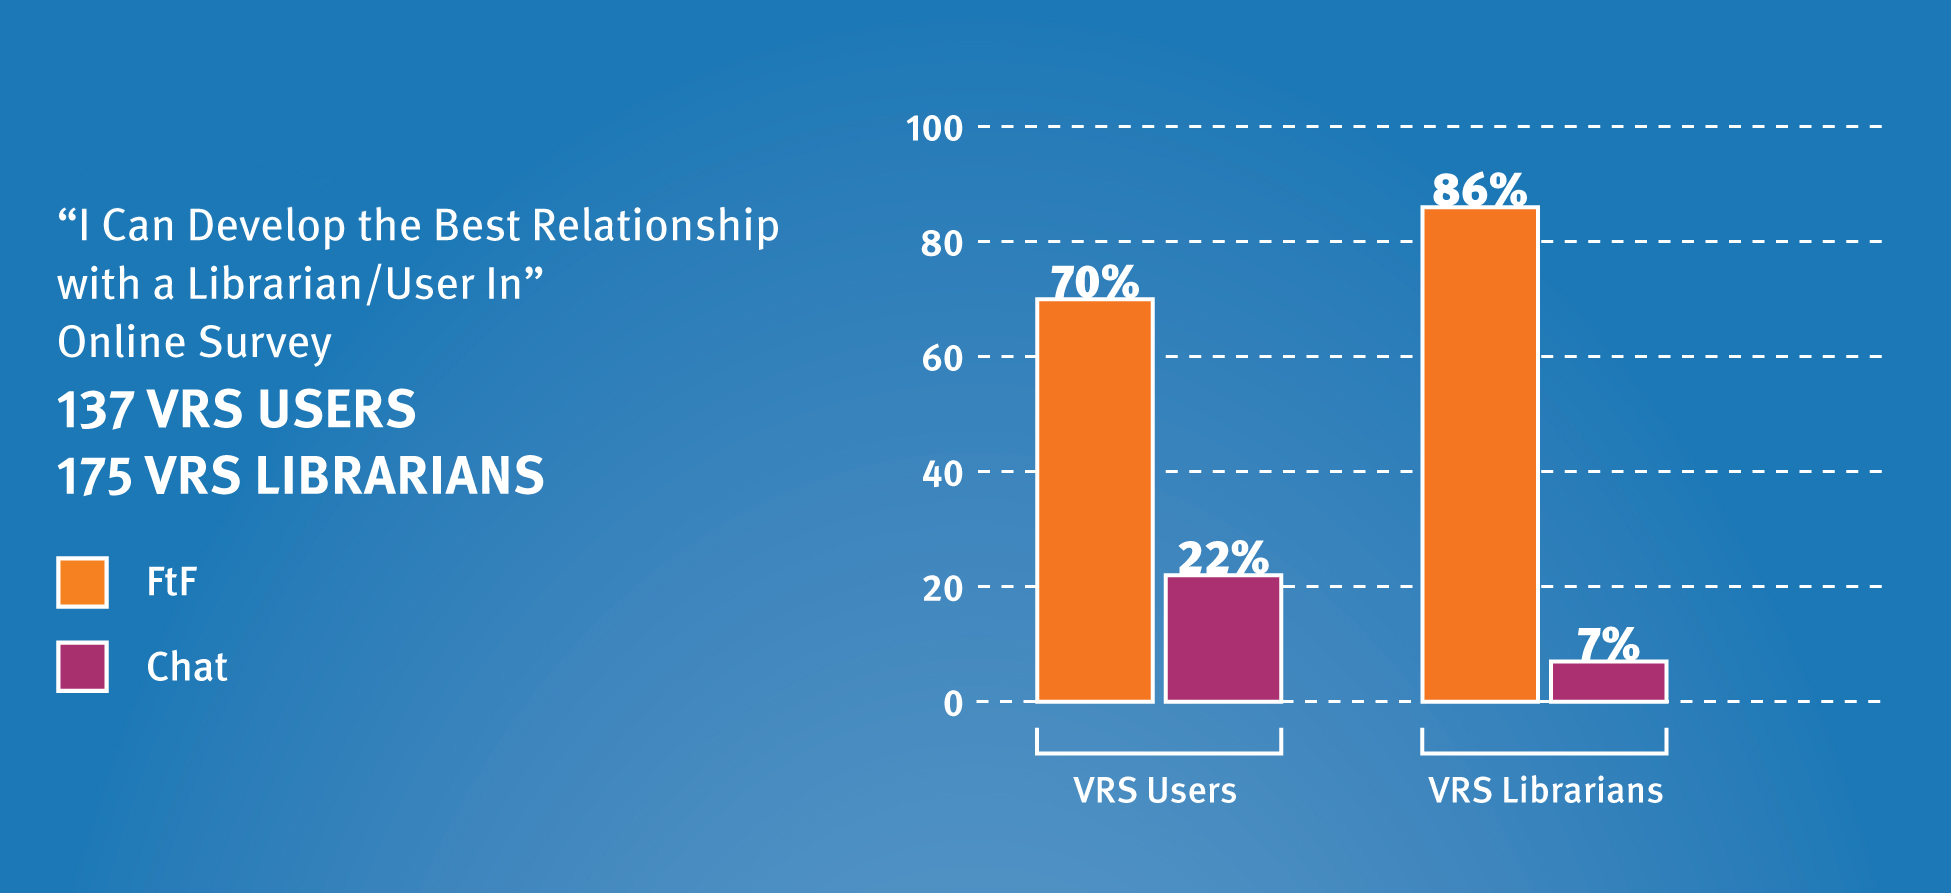 “I Can Develop the Best Relationship
with a Librarian/User In”
Online Survey
137 VRS USERS
175 VRS LIBRARIANS
FtF
Chat
100
80
60
40
20
0
70%
22%
86%
7%
VRS Users
VRS Librarians